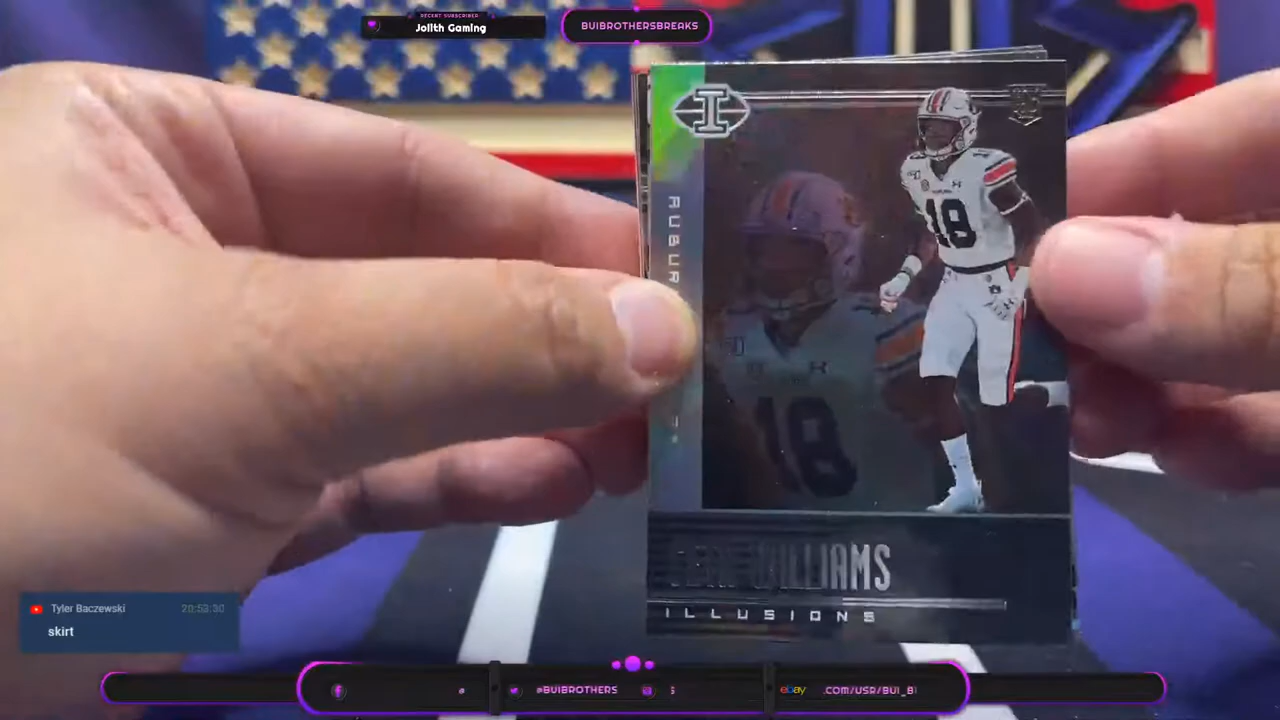 RECENT SUBSCRIBER
Jolith Gaming
BUIBROTHERSBREAKS
I
AUBUR
18
18
WILLIAMS
ILLUSIONS
Tyler Baczewski 20:53:30
skirt
@BUIBROTHERS
S
ebay .COM/USR/BUI_B